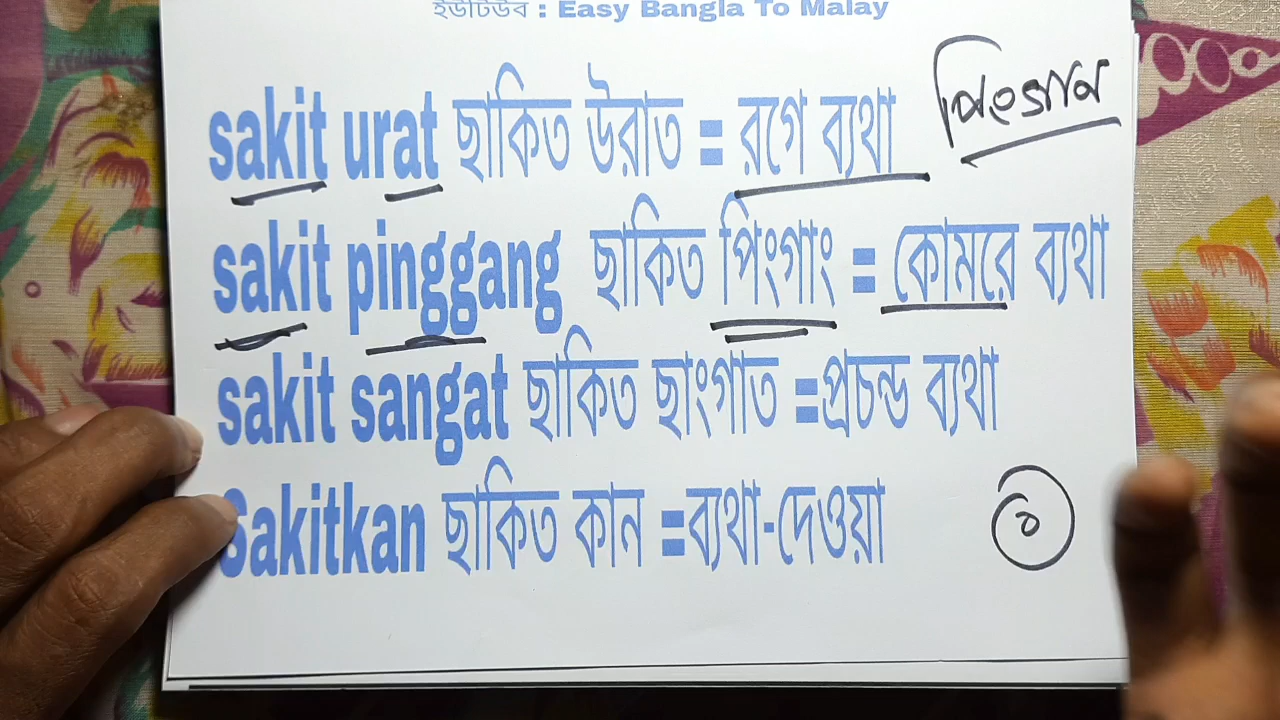 ইউটিউব : Easy Bangla To Malay
sakit urat ছাকিত উরাত = রগে ব্যথা
পিংগান
sakit pinggang ছাকিত পিংগাং = কোমরে ব্যথা
sakit sangat ছাকিত ছাংগাত =প্রচন্ড ব্যথা
Sakitkan ছাকিত কান =ব্যথা-দেওয়া